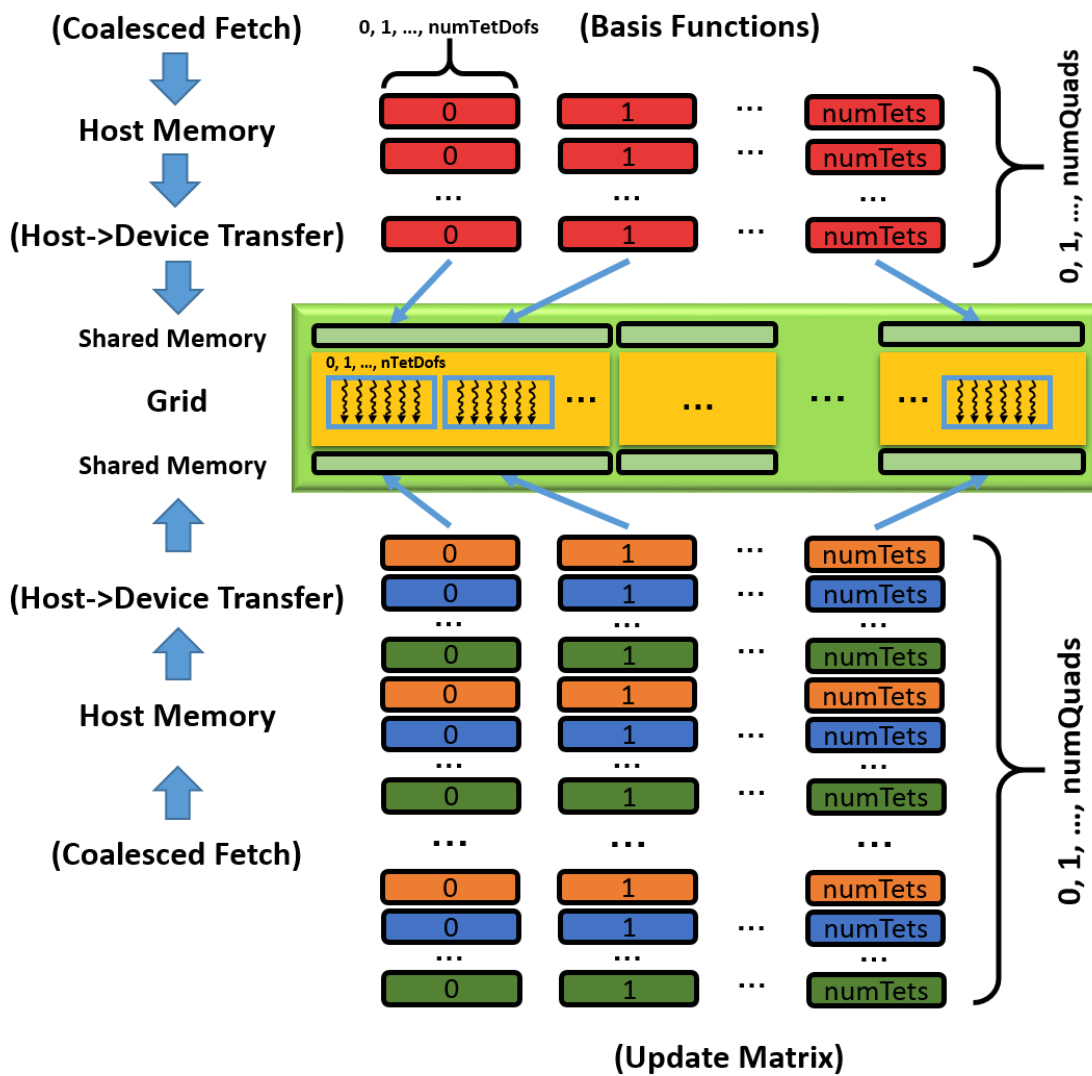 (Coalesced Fetch)
0, 1, ..., numTetDofs
(Basis Functions)
Host Memory
(Host->Device Transfer)
0 1 ... numTets
0 1 ... numTets
... ... ...
0 1 ... numTets
0, 1, ..., numQuads
Shared Memory
Grid
Shared Memory
0, 1, ..., nTetDofs
... ... ... ...
(Host->Device Transfer)
Host Memory
(Coalesced Fetch)
0 1 ... numTets
0 1 ... numTets
... ... ...
0 1 ... numTets
0 1 numTets
0 1 ... numTets
... ... ...
0 1 ... numTets
... ... ...
0 1 numTets
0 1 ... numTets
... ... ...
0 1 ... numTets
0, 1, ..., numQuads
(Update Matrix)